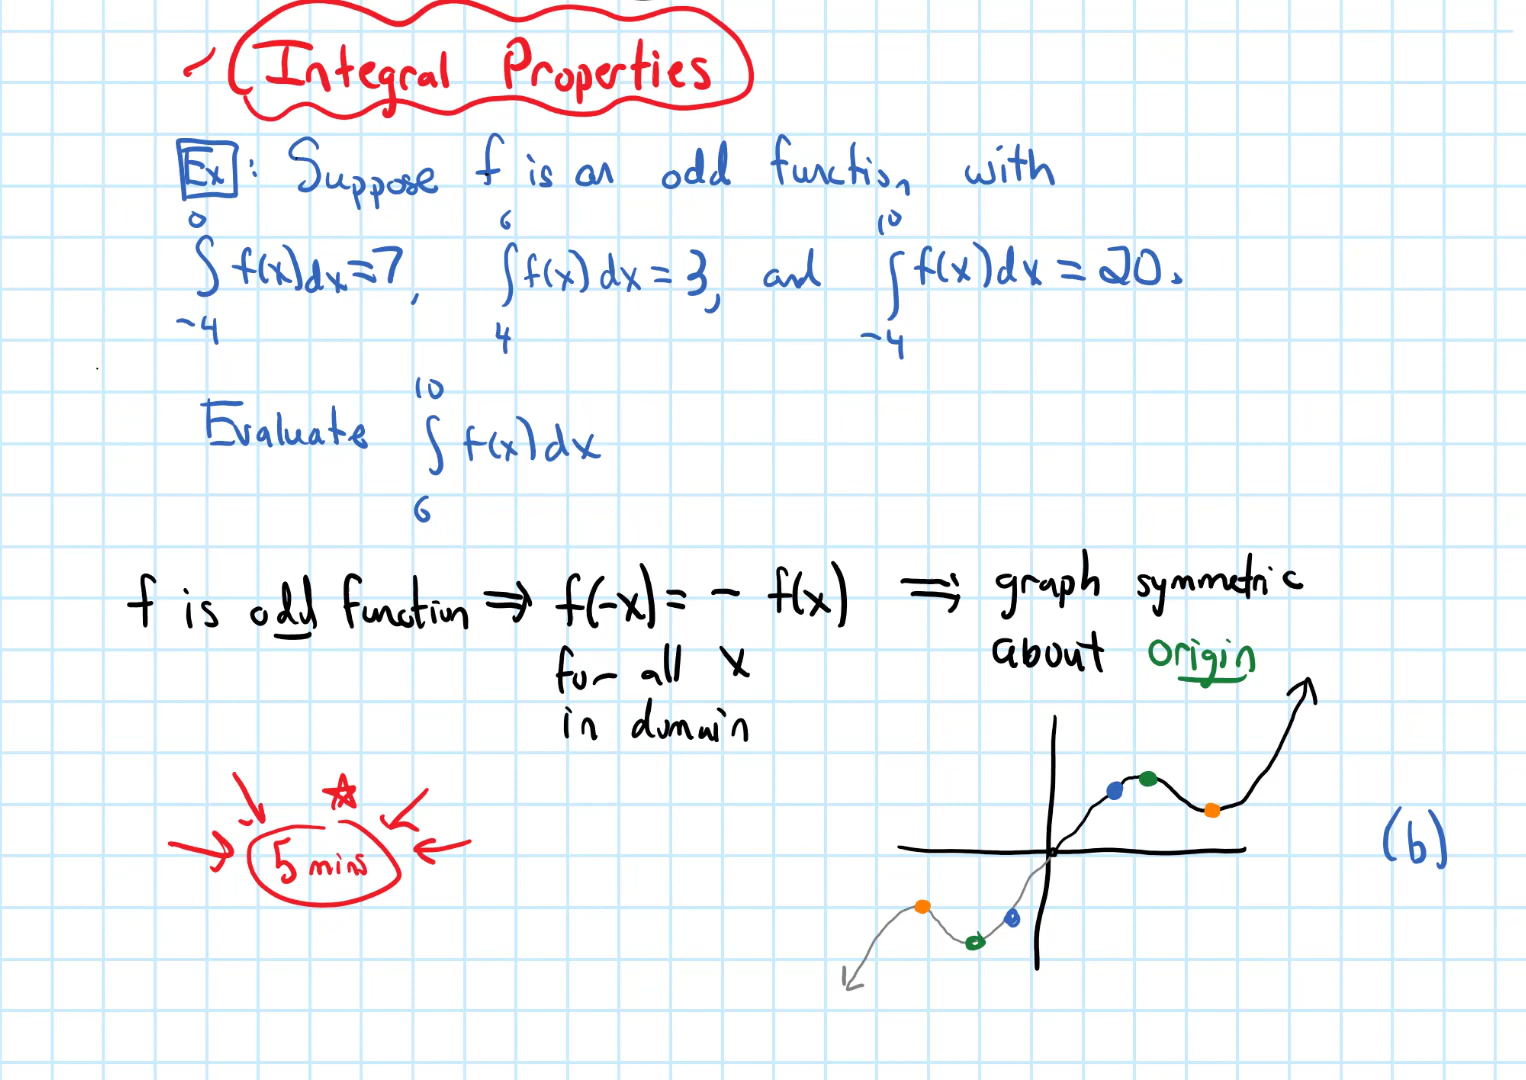 Integral Properties
Ex: Suppose f is an odd function with
∫_{-4}^{0} f(x)dx=7, ∫_{4}^{6} f(x)dx = 3, and ∫_{-4}^{10} f(x)dx = 20.
Evaluate ∫_{6}^{10} f(x)dx
f is odd function ⇒ f(-x) = - f(x) ⇒ graph symmetric
about origin
for all x
in domain
5 mins
(b)